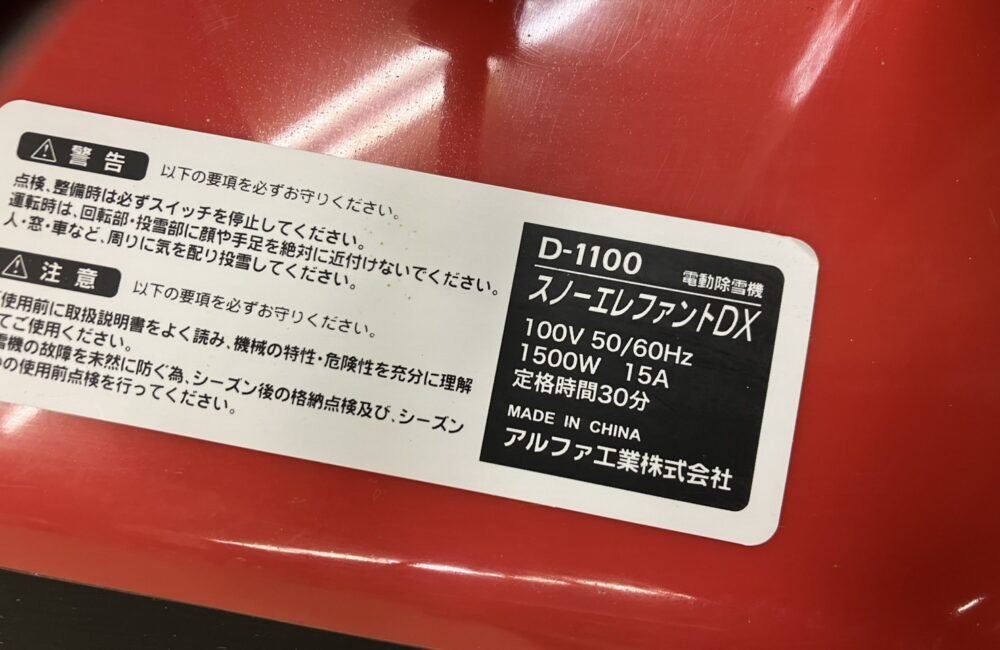 警告 以下の要項を必ずお守りください。
点検、整備時は必ずスイッチを停止してください。
運転時は、回転部・投雪部に顔や手足を絶対に近付けないでください。
人・窓・車など、周りに気を配り投雪してください。
注意 以下の要項を必ずお守りください。
使用前に取扱説明書をよく読み、機械の特性・危険性を充分に理解
てご使用ください。
雪機の故障を未然に防ぐ為、シーズン後の格納点検及び、シーズン
の使用前点検を行ってください。
D-1100 電動除雪機
スノーエレファントDX
100V 50/60Hz
1500W 15A
定格時間30分
MADE IN CHINA
アルファ工業株式会社